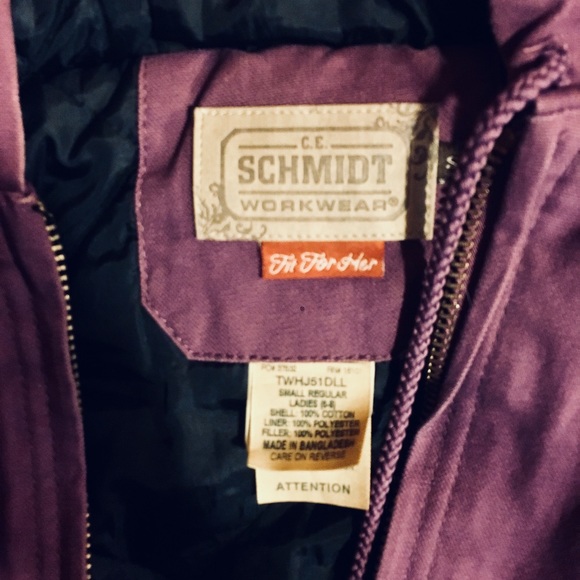 C.E.
SCHMIDT
WORKWEAR®
Fit For Her
TWHJ51DLL
SMALL REGULAR
LADIES (6-8)
SHELL: 100% COTTON
LINER: 100% POLYESTER
FILLER: 100% POLYESTER
MADE IN BANGLADESH
CARE ON REVERSE
ATTENTION